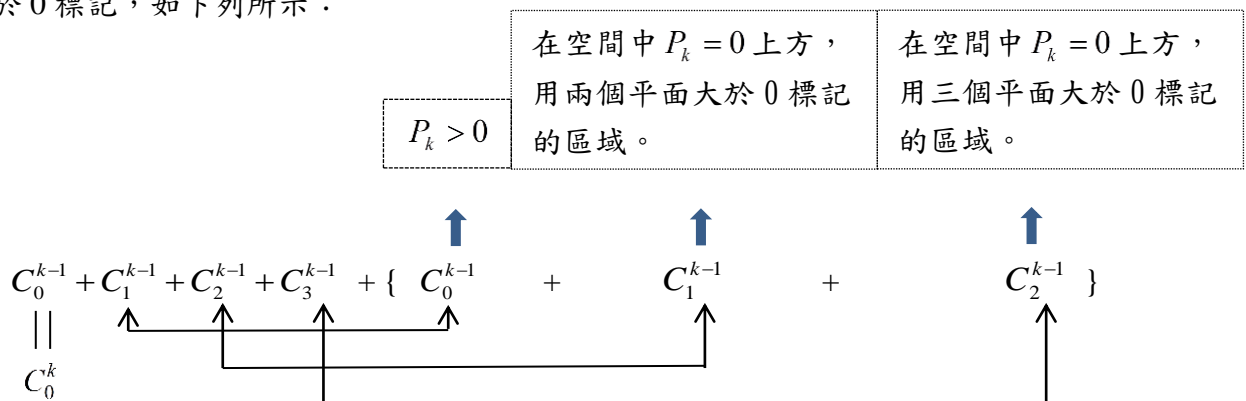 於 0 標記，如下列所示：
P_k > 0
在空間中 P_k = 0 上方，
用兩個平面大於 0 標記
的區域。
在空間中 P_k = 0 上方，
用三個平面大於 0 標記
的區域。
C_0^{k-1} + C_1^{k-1} + C_2^{k-1} + C_3^{k-1} + { C_0^{k-1} + C_1^{k-1} + C_2^{k-1} }
||
C_0^k